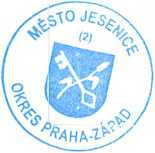 MĚSTO JESENICE
(2)
OKRES PRAHA-ZÁPAD